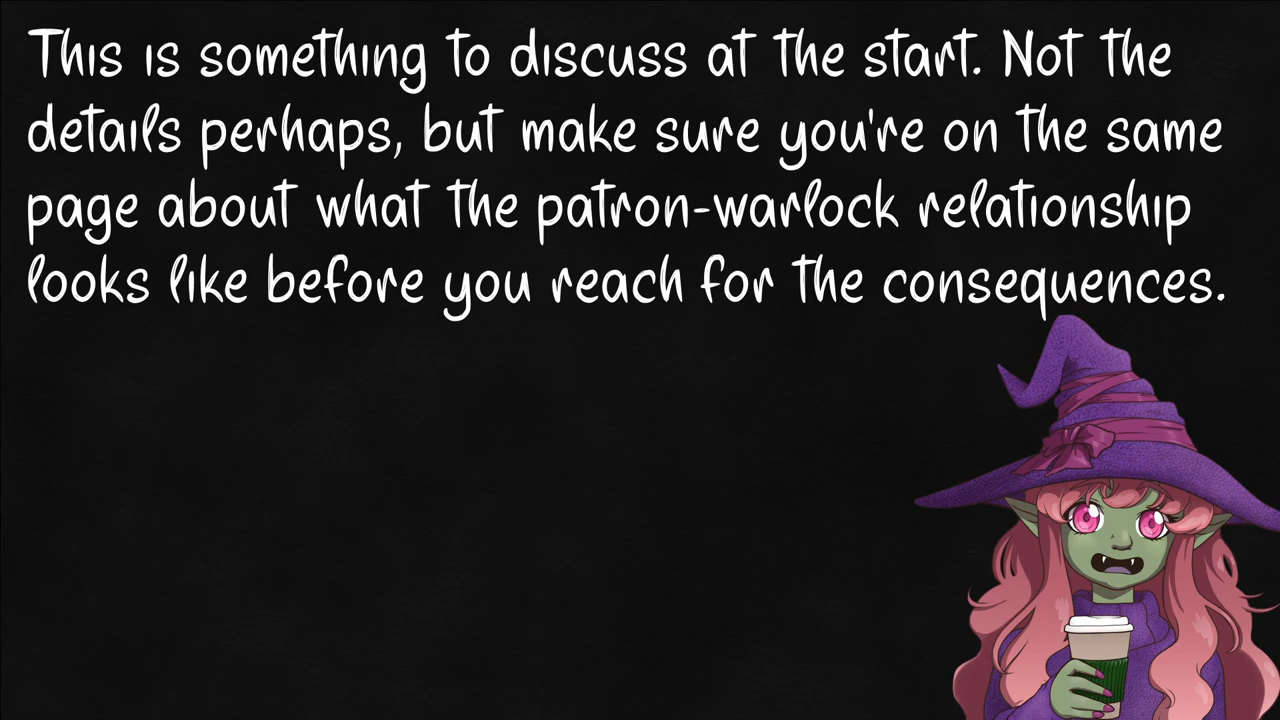 This is something to discuss at the start. Not the
details perhaps, but make sure you're on the same
page about what the patron-warlock relationship
looks like before you reach for the consequences.